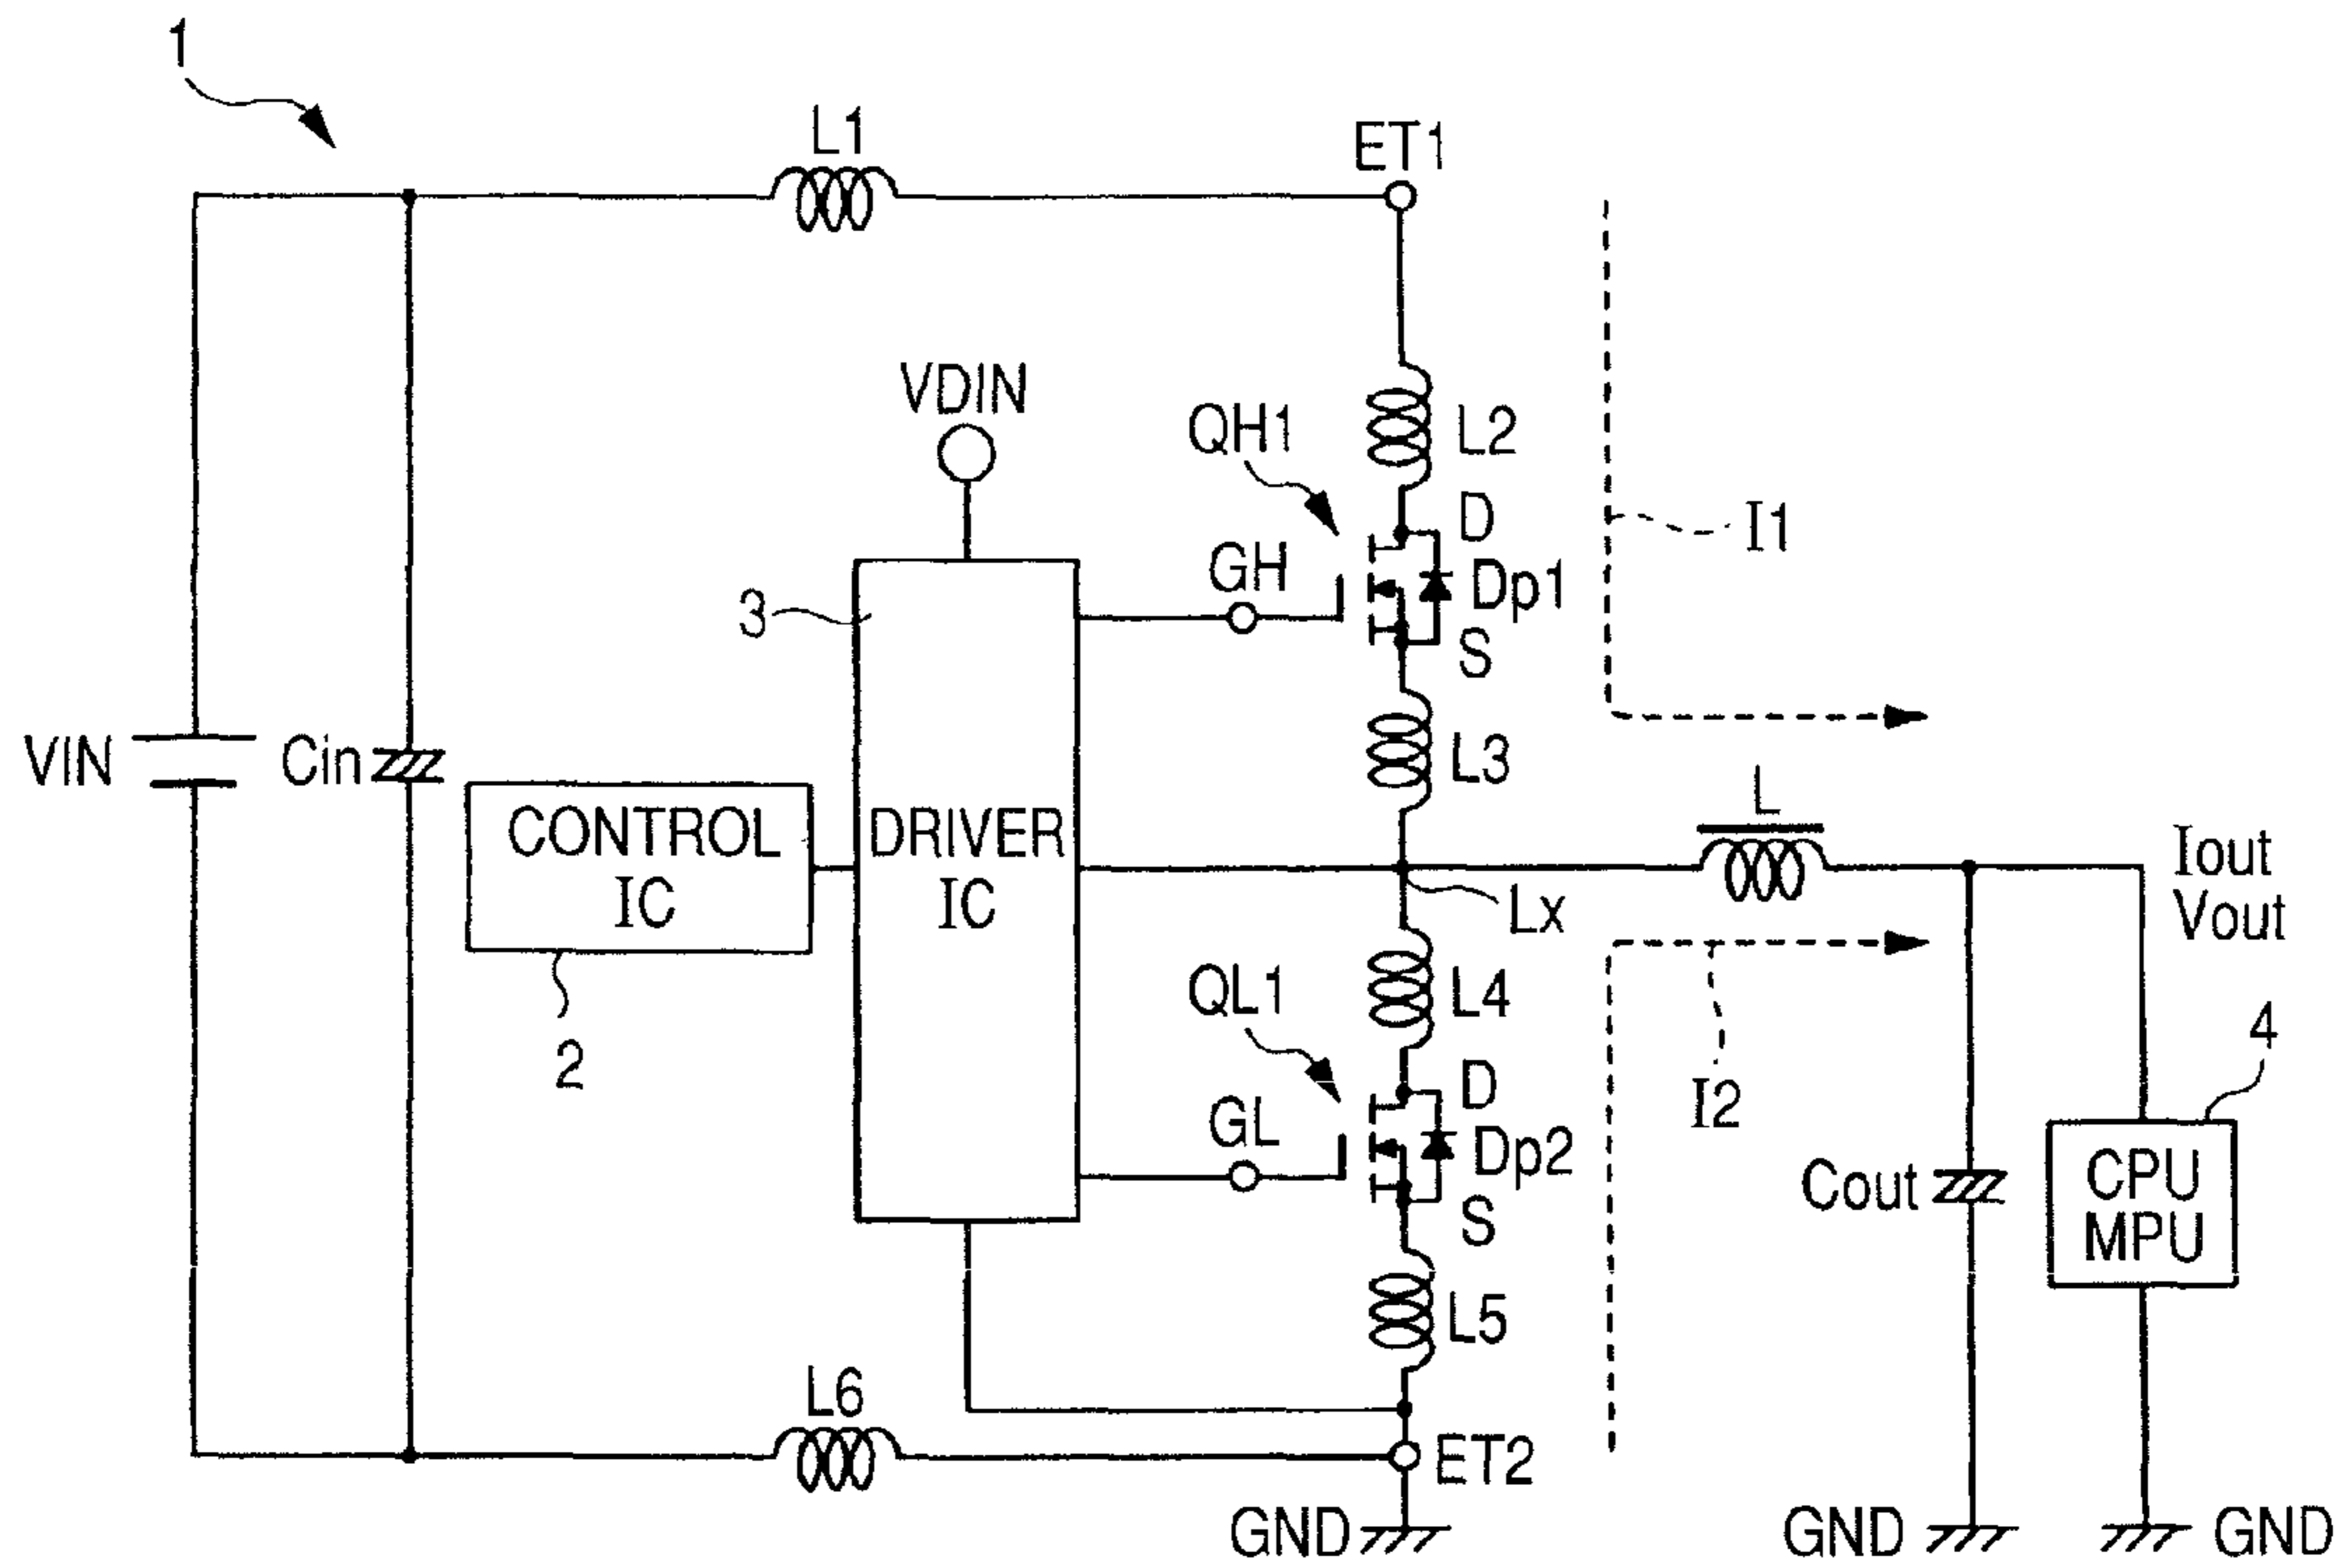 1
L1
ET1
VDIN
QH1
L2
D
I1
GH
Dp1
3
S
VIN
Cin
L3
L
CONTROL
IC
DRIVER
IC
Iout
Vout
Lx
2
QL1
L4
4
D
I2
GL
Dp2
CPU
MPU
Cout
S
L5
L6
ET2
GND
GND
GND